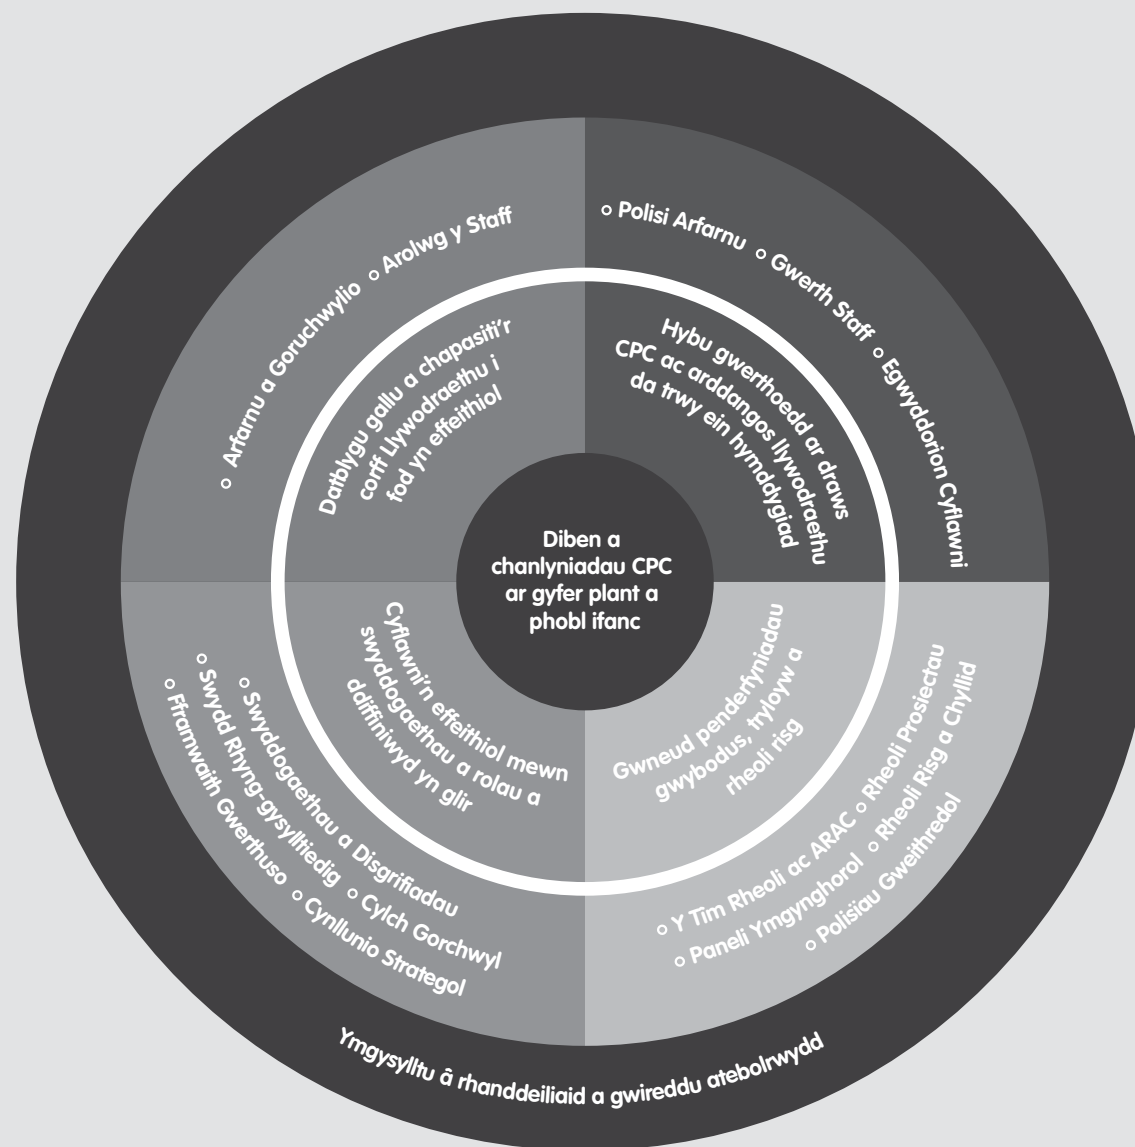 Arfarnu a Goruchwylio
Arolwg y Staff
Polisi Arfarnu
Gwerth Staff
Egwyddorion Cyflawni
Datblygu gallu a chapasiti'r
corff Llywodraethu i
fod yn effeithiol
Hybu gwerthoedd ar draws
CPC ac arddangos llywodraethu
da trwy ein hymddygiad
Diben a
chanlyniadau CPC
ar gyfer plant a
phobl ifanc
Cyflawni'n effeithiol mewn
swyddogaethau a rolau a
ddiffiniwyd yn glir
Gwneud penderfyniadau
gwybodus, tryloyw a
rheoli risg
Swyddogaethau a Disgrifiadau
Swydd Rhyng-gysylltiedig
Cylch Gorchwyl
Fframwaith Gwerthuso
Cynllunio Strategol
Y Tîm Rheoli ac ARAC
Rheoli Prosiectau
Paneli Ymgynghorol
Rheoli Risg a Chyllid
Polisiau Gweithredol
Ymgysylltu â rhanddeiliaid a gwireddu atebolrwydd